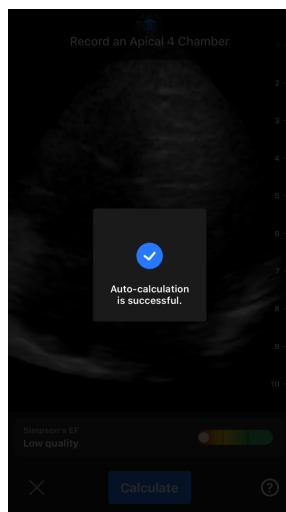 Record an Apical 4 Chamber
2
3
4
5
6
7
8
9
10
Auto-calculation
is successful.
Simpson's EF
Low quality
Calculate
?